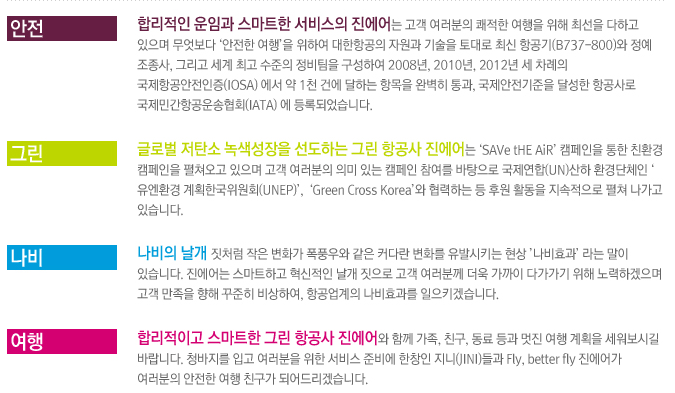 안전
합리적인 운임과 스마트한 서비스의 진에어는 고객 여러분의 쾌적한 여행을 위해 최선을 다하고
있으며 무엇보다 ‘안전한 여행’을 위하여 대한항공의 자원과 기술을 토대로 최신 항공기(B737-800)와 정예
조종사, 그리고 세계 최고 수준의 정비팀을 구성하여 2008년, 2010년, 2012년 세 차례의
국제항공안전인증(IOSA) 에서 약 1천 건에 달하는 항목을 완벽히 통과, 국제안전기준을 달성한 항공사로
국제민간항공운송협회(IATA) 에 등록되었습니다.
그린
글로벌 저탄소 녹색성장을 선도하는 그린 항공사 진에어는 ‘SAVe tHE AiR’ 캠페인을 통한 친환경
캠페인을 펼쳐오고 있으며 고객 여러분의 의미 있는 캠페인 참여를 바탕으로 국제연합(UN)산하 환경단체인 ‘
유엔환경 계획한국위원회(UNEP)’, ‘Green Cross Korea’와 협력하는 등 후원 활동을 지속적으로 펼쳐 나가고
있습니다.
나비
나비의 날개 짓처럼 작은 변화가 폭풍우와 같은 커다란 변화를 유발시키는 현상 ’나비효과’ 라는 말이
있습니다. 진에어는 스마트하고 혁신적인 날개 짓으로 고객 여러분께 더욱 가까이 다가가기 위해 노력하겠으며
고객 만족을 향해 꾸준히 비상하여, 항공업계의 나비효과를 일으키겠습니다.
여행
합리적이고 스마트한 그린 항공사 진에어와 함께 가족, 친구, 동료 등과 멋진 여행 계획을 세워보시길
바랍니다. 청바지를 입고 여러분을 위한 서비스 준비에 한창인 지니(JINI)들과 Fly, better fly 진에어가
여러분의 안전한 여행 친구가 되어드리겠습니다.